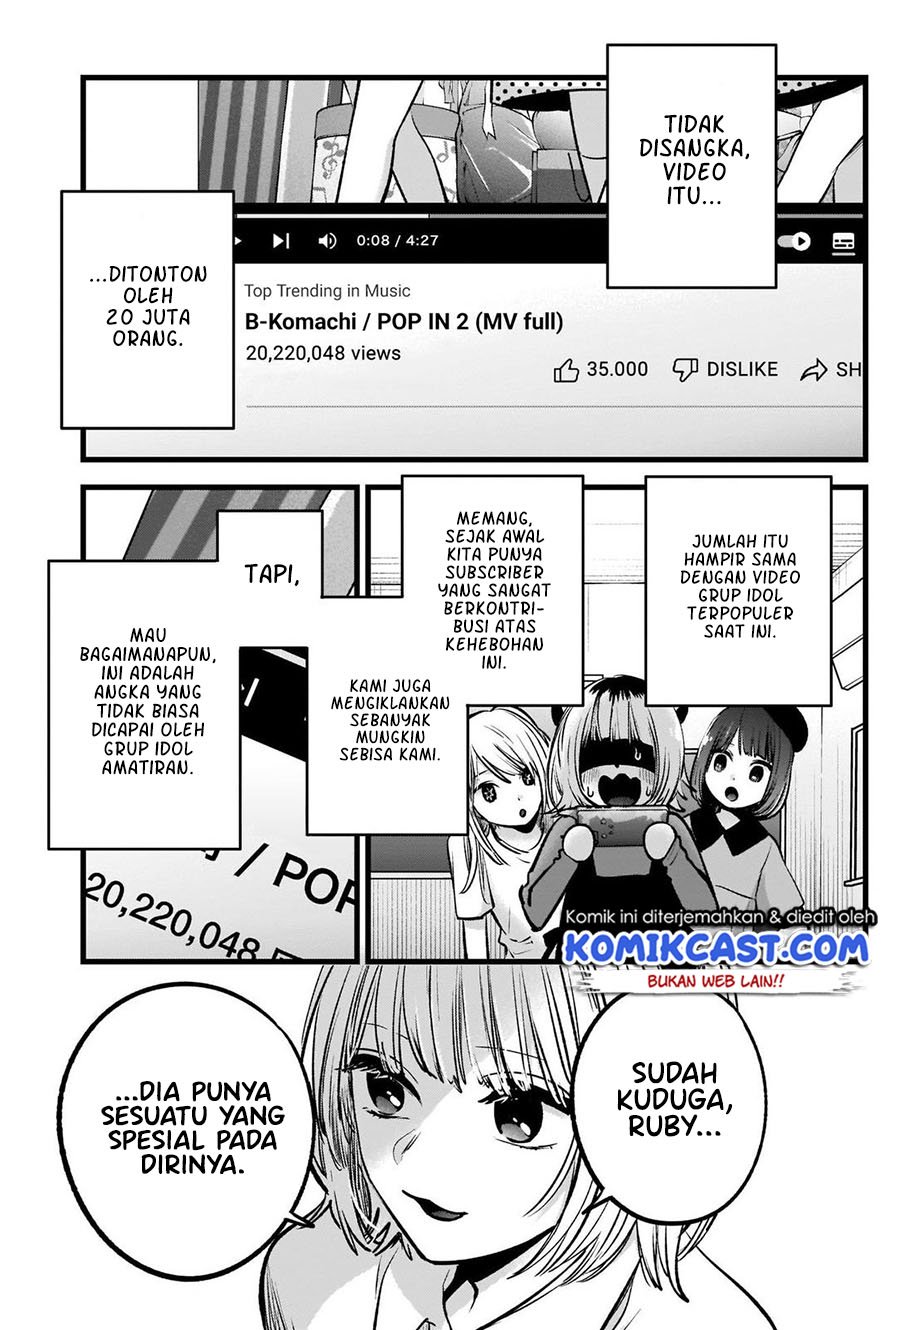 TIDAK
DISANGKA,
VIDEO
ITU...
...DITONTON
OLEH
20 JUTA
ORANG.
0:08 / 4:27
Top Trending in Music
B-Komachi / POP IN 2 (MV full)
20,220,048 views
35.000
DISLIKE
SH
JUMLAH ITU
HAMPIR SAMA
DENGAN VIDEO
GRUP IDOL
TERPOPULER
SAAT INI.
MEMANG,
SEJAK AWAL
KITA PUNYA
SUBSCRIBER
YANG SANGAT
BERKONTRI-
BUSI ATAS
KEHEBOHAN
INI.
KAMI JUGA
MENGIKLANKAN
SEBANYAK
MUNGKIN
SEBISA KAMI.
TAPI,
MAU
BAGAIMANAPUN,
INI ADALAH
ANGKA YANG
TIDAK BIASA
DICAPAI OLEH
GRUP IDOL
AMATIRAN.
/ POP
20,220,048
Komik ini diterjemahkan & diedit oleh
KOMIKCAST.COM
BUKAN WEB LAIN!!
SUDAH
KUDUGA,
RUBY...
...DIA PUNYA
SESUATU YANG
SPESIAL PADA
DIRINYA.